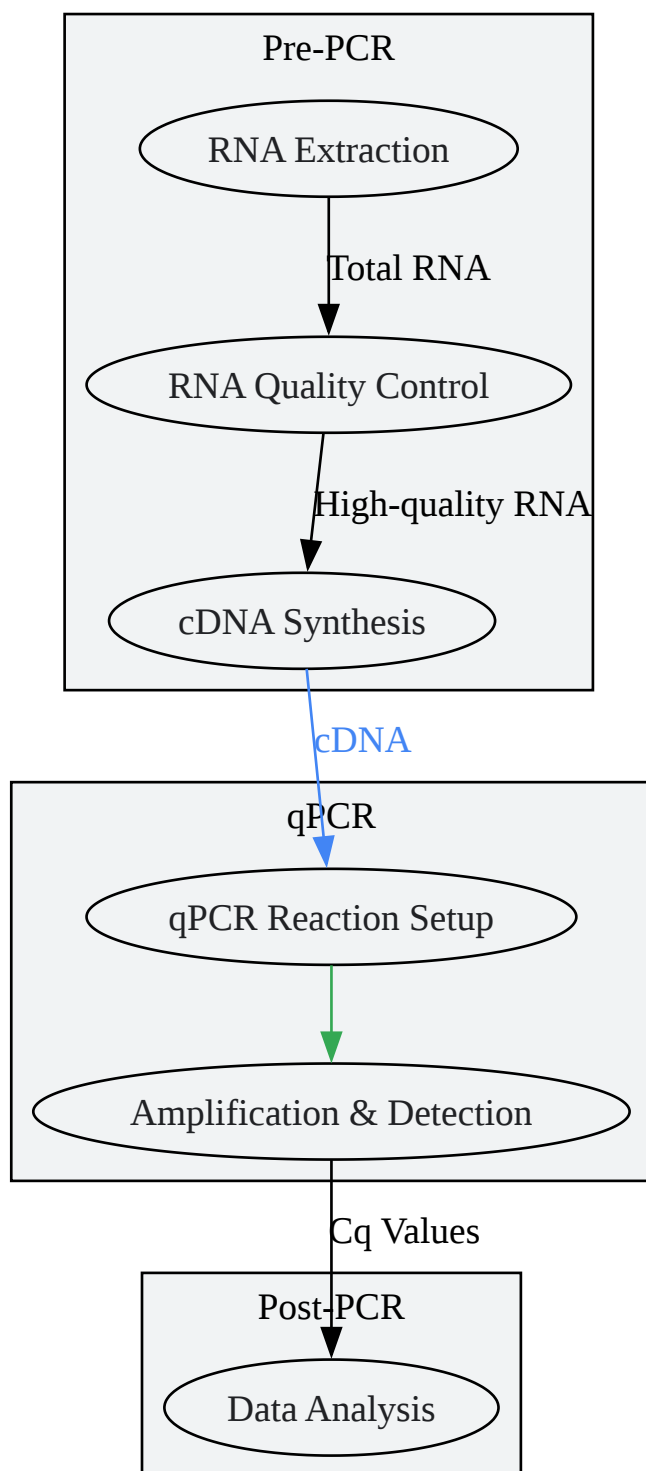 Pre-PCR
RNA Extraction
Total RNA
RNA Quality Control
High-quality RNA
cDNA Synthesis
cDNA
qPCR
qPCR Reaction Setup
Amplification & Detection
Cq Values
Post-PCR
Data Analysis